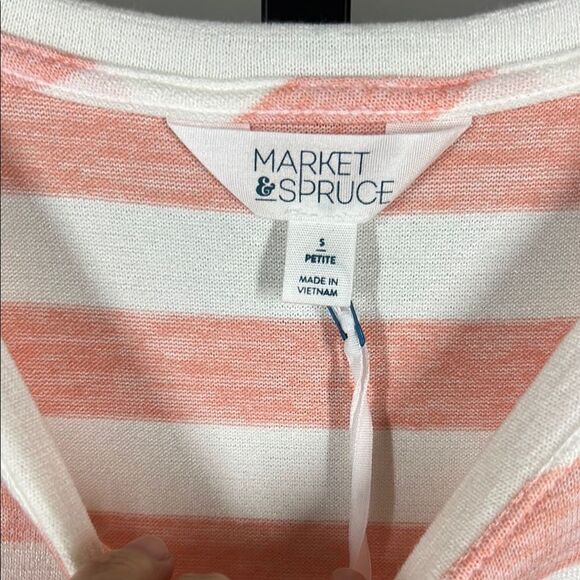 MARKET
&SPRUCE
S
PETITE
MADE IN
VIETNAM